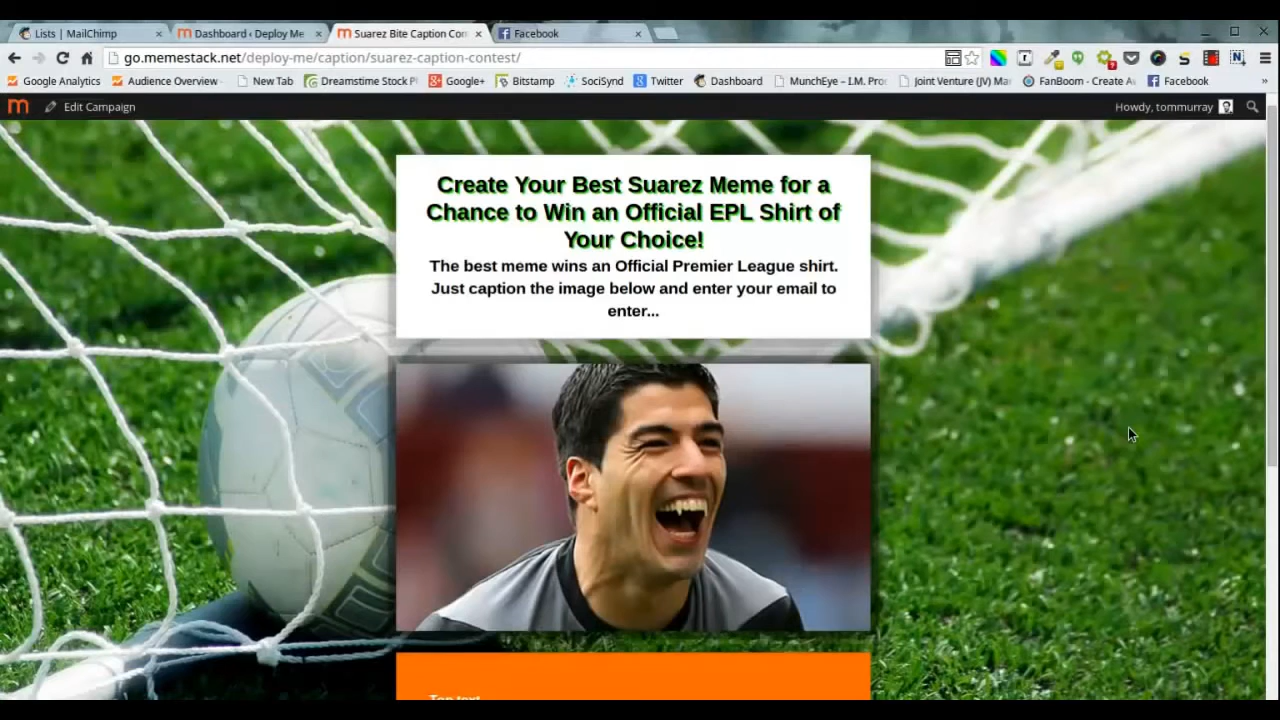 Lists | MailChimp
Dashboard ‹ Deploy Me
Suarez Bite Caption Con
Facebook
go.memestack.net/deploy-me/caption/suarez-caption-contest/
Google Analytics
Audience Overview
New Tab
Dreamstime Stock P
Google+
Bitstamp
SociSynd
Twitter
Dashboard
MunchEye – I.M. Pro
Joint Venture (JV) Ma
FanBoom - Create A
Facebook
Edit Campaign
Howdy, tommurray
Create Your Best Suarez Meme for a
Chance to Win an Official EPL Shirt of
Your Choice!
The best meme wins an Official Premier League shirt.
Just caption the image below and enter your email to
enter...
Top text